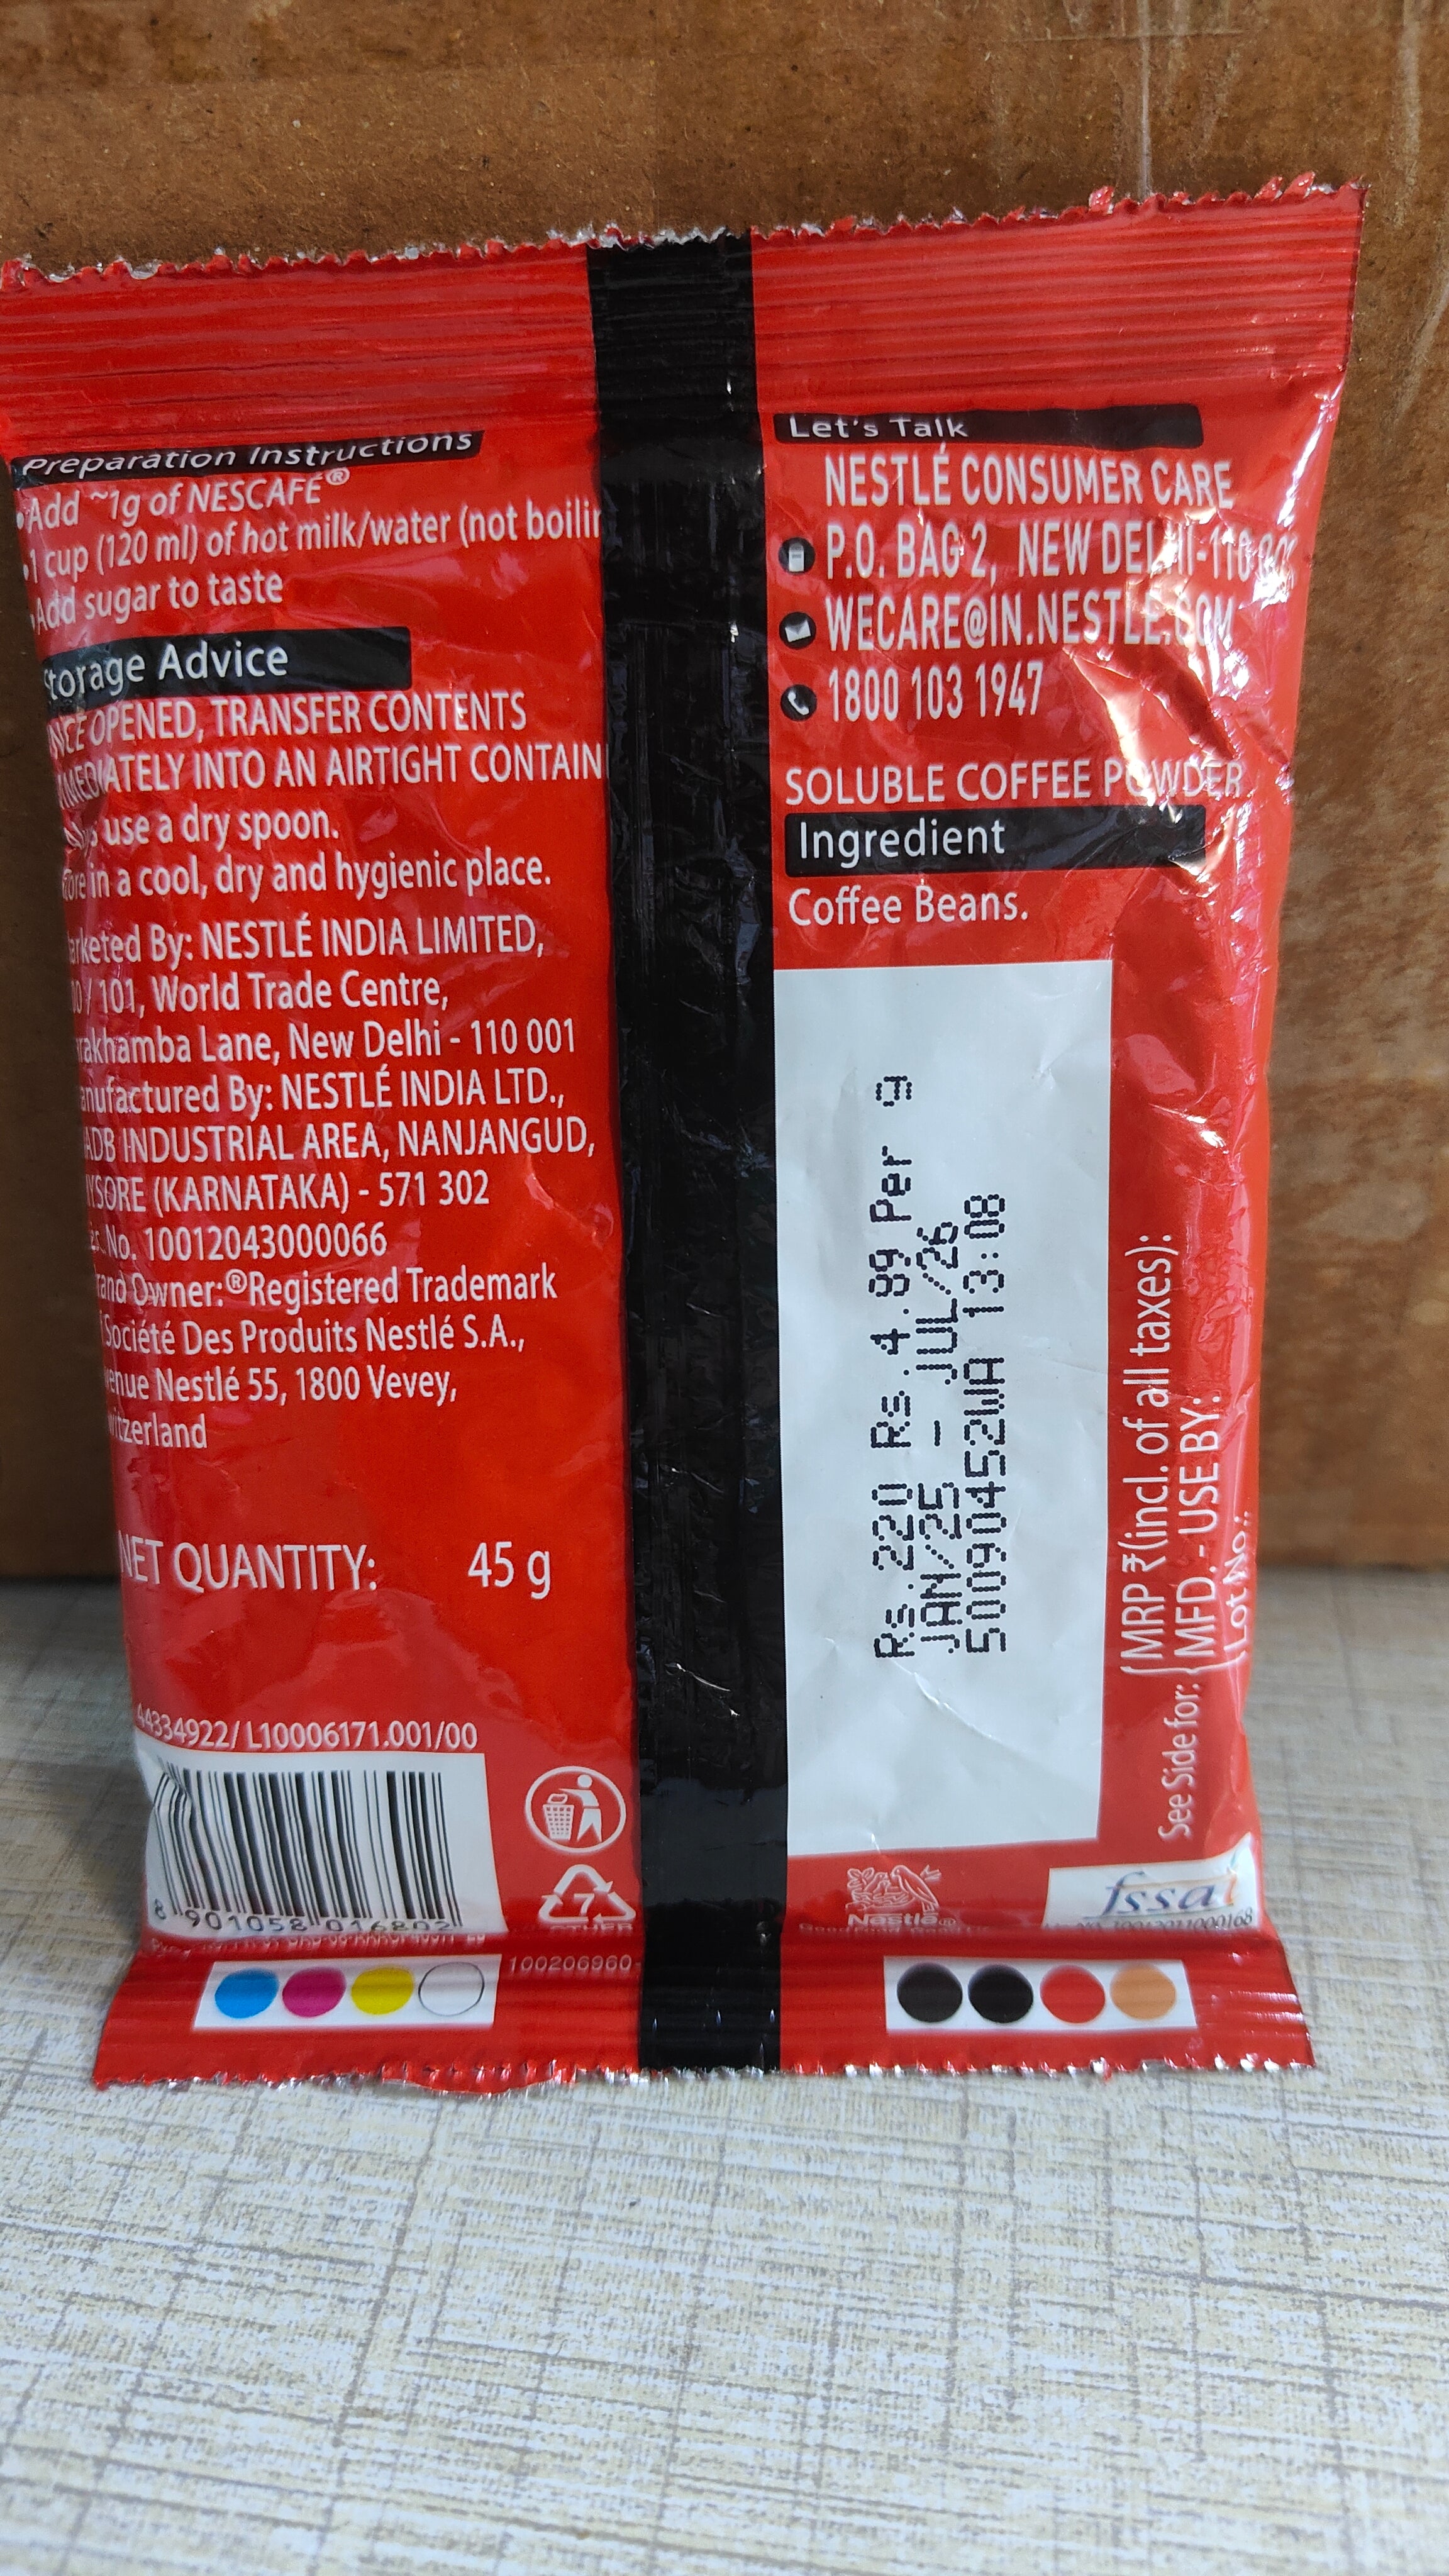 Preparation Instructions
•Add ~1g of NESCAFÉ®
•1 cup (120 ml) of hot milk/water (not
•Add sugar to taste
Advice
OPENED, TRANSFER CONTENTS
INTO AN AIRTIGHT
use a dry spoon.
in a cool, dry and hygienic place.
By: NESTLÉ INDIA LIMITED,
101, World Trade Centre,
Lane, New Delhi - 110 001
By: NESTLÉ INDIA LTD.,
INDUSTRIAL AREA, NANJANGUD,
(KARNATAKA) - 571 302
No. 10012043000066
Owner:®Registered Trademark
Société Des Produits Nestlé S.A.,
Nestlé 55, 1800 Vevey,
NET QUANTITY: 45 g
44334922/ L10006171.001/00
8 901058 016802
7
OTHER
100206960-
Let's Talk
NESTLÉ CONSUMER CARE
P.O. BAG 2, NEW DELHI-110
WECARE@IN.NESTLE.COM
1800 103 1947
SOLUBLE COFFEE POWDER
Ingredient
Coffee Beans.
Rs.220 Rs.4.89 Per g
JAN/25 - JUL/26
50090452WA 13:08
See Side for:
MRP ₹ (incl. of all taxes):
MFD. - USE BY:
Lot No.:
Nestlé®
Good Food, Good
fssai